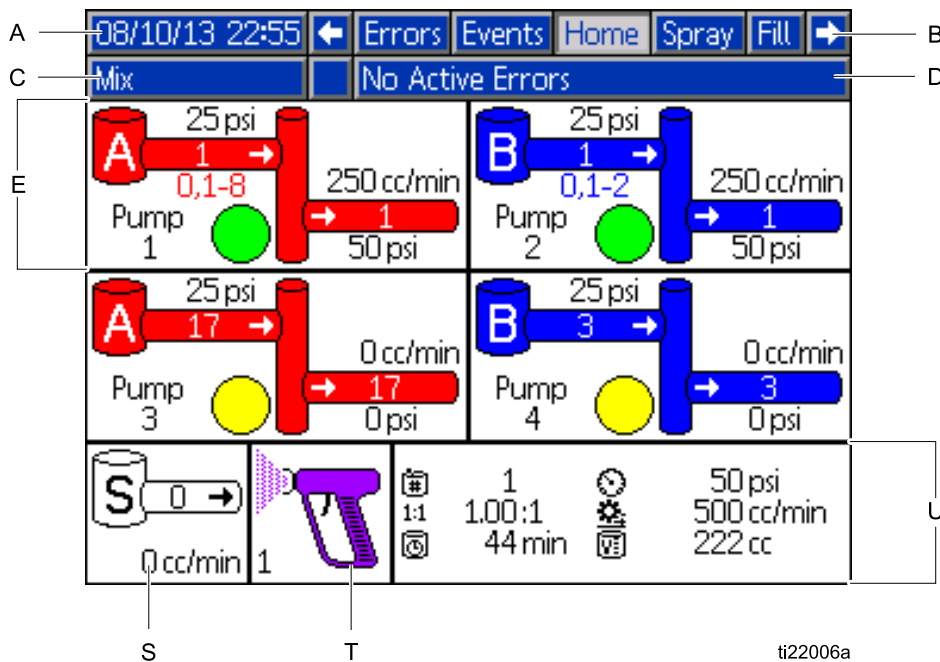 A 08/10/13 22:55 Errors Events Home Spray Fill B
C Mix No Active Errors D
E
25 psi
A 1
0,1-8
250 cc/min
Pump
1
1
50 psi
25 psi
B 1
0,1-2
250 cc/min
Pump
2
1
50 psi
25 psi
A 17
0 cc/min
Pump
3
17
0 psi
25 psi
B 3
0 cc/min
Pump
4
3
0 psi
S 0
0 cc/min
1
# 1
1:1 1.00:1
44 min
50 psi
500 cc/min
222 cc
U
S T
ti22006a